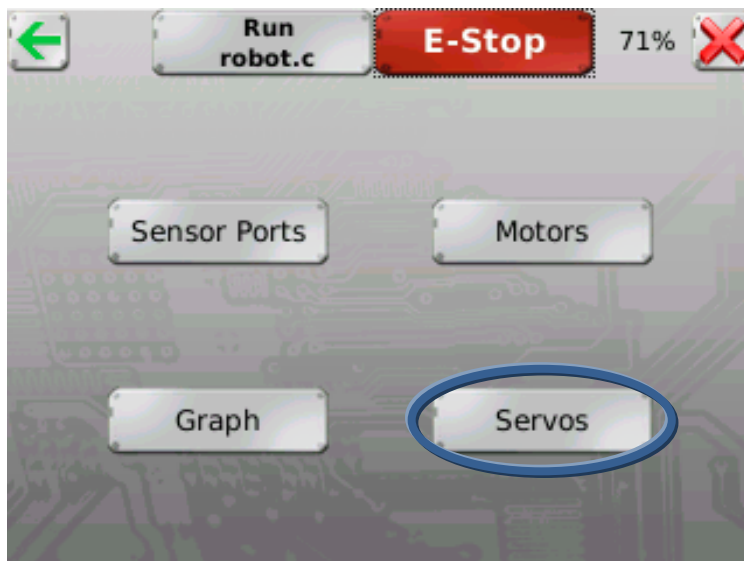 Run
robot.c
E-Stop
71%
Sensor Ports
Motors
Graph
Servos